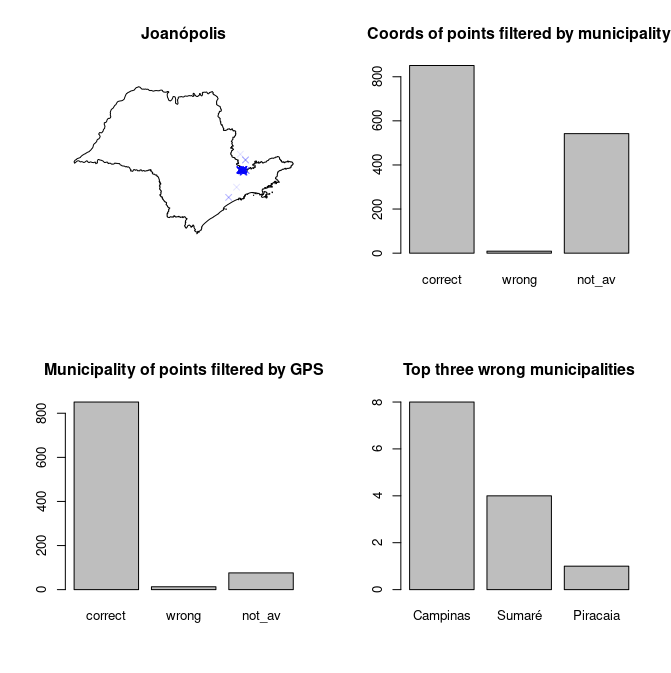 Joanópolis
Coords of points filtered by municipality
800
600
400
200
0
correct wrong not_av
Municipality of points filtered by GPS
800
600
400
200
0
correct wrong not_av
Top three wrong municipalities
8
6
4
2
0
Campinas Sumaré Piracaia